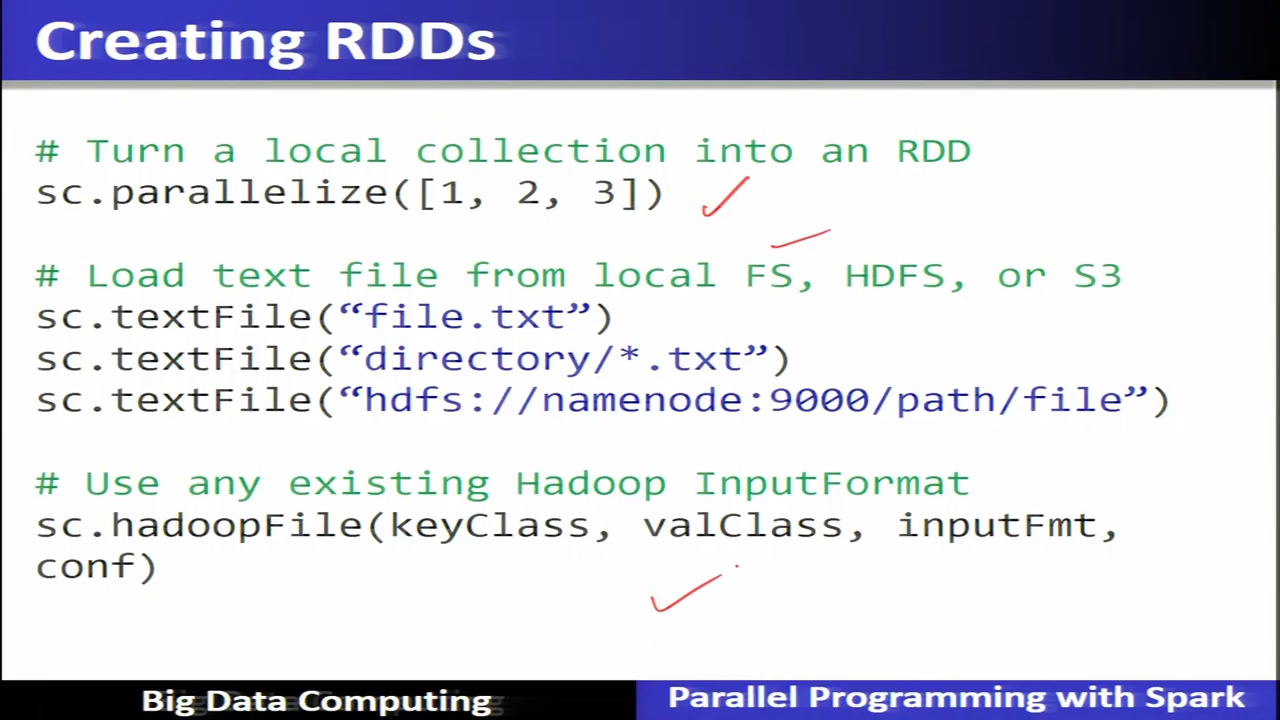 Creating RDDs
# Turn a local collection into an RDD
sc.parallelize([1, 2, 3])
# Load text file from local FS, HDFS, or S3
sc.textFile(“file.txt”)
sc.textFile(“directory/*.txt”)
sc.textFile(“hdfs://namenode:9000/path/file”)
# Use any existing Hadoop InputFormat
sc.hadoopFile(keyClass, valClass, inputFmt,
conf)
Big Data Computing
Parallel Programming with Spark